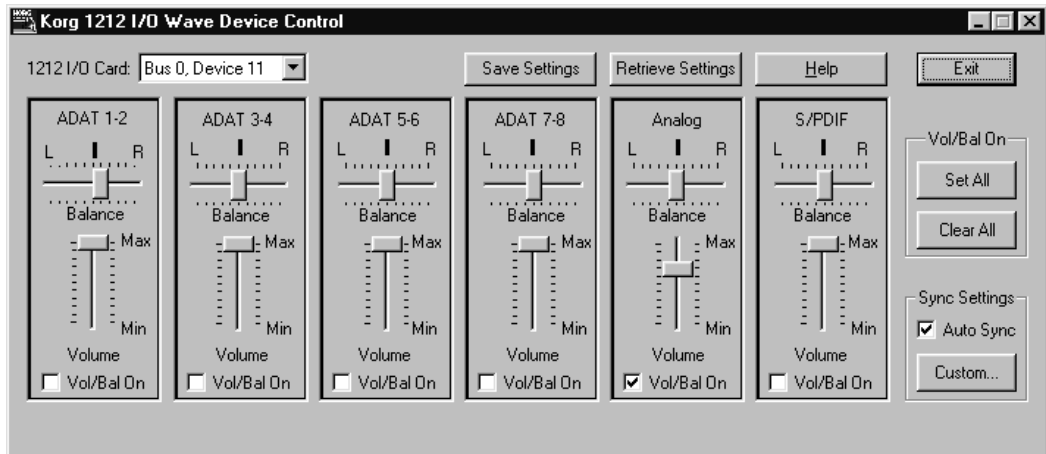 KORG Korg 1212 I/O Wave Device Control
1212 I/O Card: Bus 0, Device 11 Save Settings Retrieve Settings Help Exit
ADAT 1-2
L R
Balance
Max
Min
Volume
Vol/Bal On
ADAT 3-4
L R
Balance
Max
Min
Volume
Vol/Bal On
ADAT 5-6
L R
Balance
Max
Min
Volume
Vol/Bal On
ADAT 7-8
L R
Balance
Max
Min
Volume
Vol/Bal On
Analog
L R
Balance
Max
Min
Volume
Vol/Bal On
S/PDIF
L R
Balance
Max
Min
Volume
Vol/Bal On
Vol/Bal On
Set All
Clear All
Sync Settings
Auto Sync
Custom...